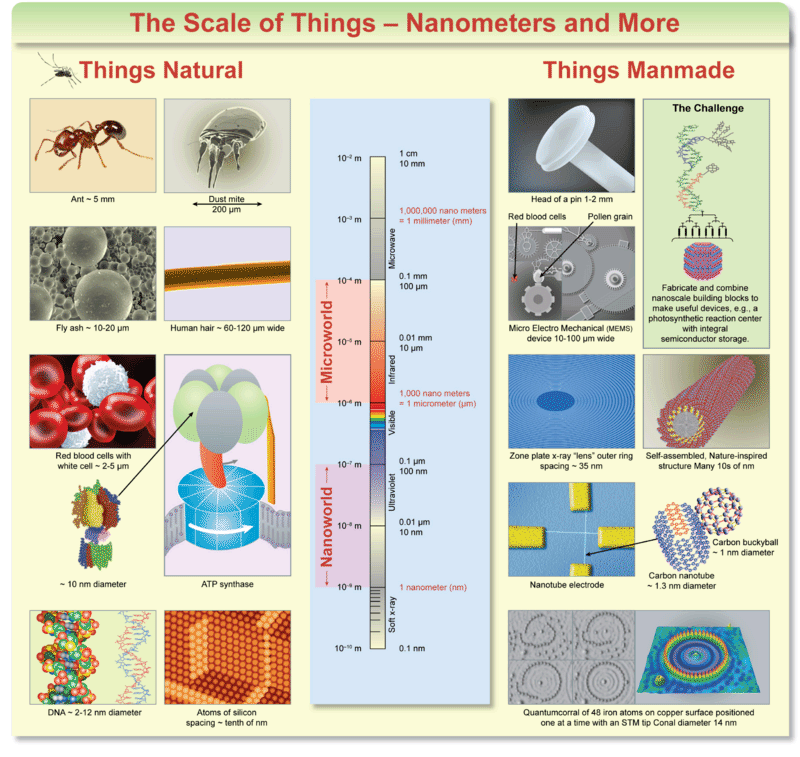 The Scale of Things – Nanometers and More
Things Natural
Things Manmade
Ant ~ 5 mm
Dust mite
200 µm
Fly ash ~ 10-20 µm
Human hair ~ 60-120 µm wide
Red blood cells with
white cell ~ 2-5 µm
~ 10 nm diameter
ATP synthase
DNA ~ 2-12 nm diameter
Atoms of silicon
spacing ~ tenth of nm
10⁻² m
1 cm
10 mm
10⁻³ m
1,000,000 nano meters
= 1 millimeter (mm)
Microwave
10⁻⁴ m
0.1 mm
100 µm
Microworld
10⁻⁵ m
0.01 mm
10 µm
Infrared
10⁻⁶ m
1,000 nano meters
= 1 micrometer (µm)
Visible
10⁻⁷ m
0.1 µm
100 nm
Nanoworld
Ultraviolet
10⁻⁸ m
0.01 µm
10 nm
10⁻⁹ m
1 nanometer (nm)
Soft x-ray
10⁻¹⁰ m
0.1 nm
Head of a pin 1-2 mm
The Challenge
Fabricate and combine
nanoscale building blocks to
make useful devices, e.g., a
photosynthetic reaction center
with integral
semiconductor storage.
Red blood cells
Pollen grain
Micro Electro Mechanical (MEMS)
device 10-100 µm wide
Zone plate x-ray “lens” outer ring
spacing ~ 35 nm
Self-assembled, Nature-inspired
structure Many 10s of nm
Nanotube electrode
Carbon buckyball
~ 1 nm diameter
Carbon nanotube
~ 1.3 nm diameter
Quantumcorral of 48 iron atoms on copper surface positioned
one at a time with an STM tip Conal diameter 14 nm